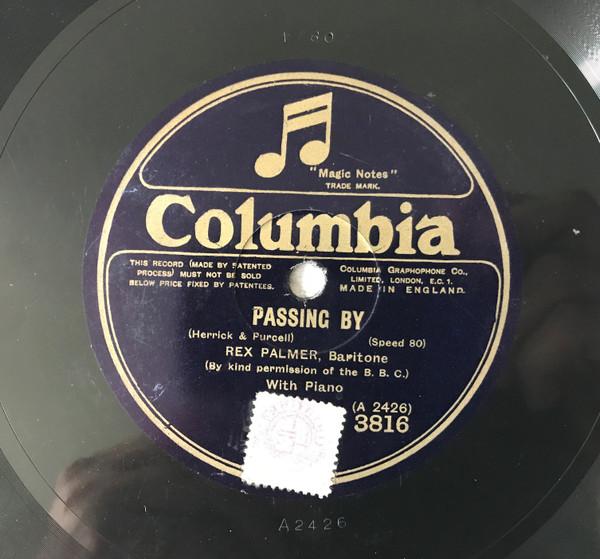 "Magic Notes"
TRADE MARK.
Columbia
THIS RECORD (MADE BY PATENTED
PROCESS) MUST NOT BE SOLD
BELOW PRICE FIXED BY PATENTEES.
COLUMBIA GRAPHOPHONE CO.,
LIMITED, LONDON, E.C. 1.
MADE IN ENGLAND.
PASSING BY
(Herrick & Purcell)
(Speed 80)
REX PALMER, Baritone
(By kind permission of the B. B. C.)
With Piano
(A 2426)
3816
A2426